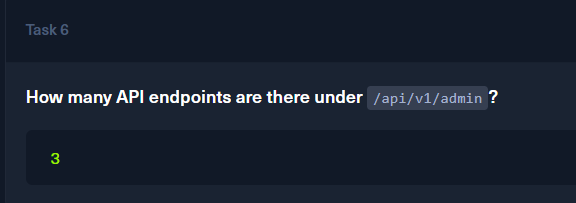 Task 6
How many API endpoints are there under /api/v1/admin?
3